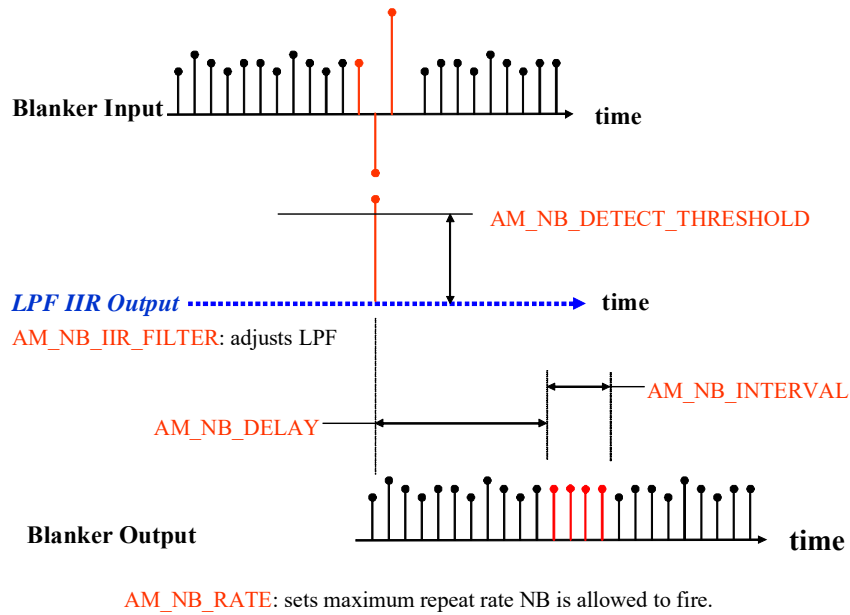 Blanker Input
time
AM_NB_DETECT_THRESHOLD
LPF IIR Output
time
AM_NB_IIR_FILTER: adjusts LPF
AM_NB_INTERVAL
AM_NB_DELAY
Blanker Output
time
AM_NB_RATE: sets maximum repeat rate NB is allowed to fire.